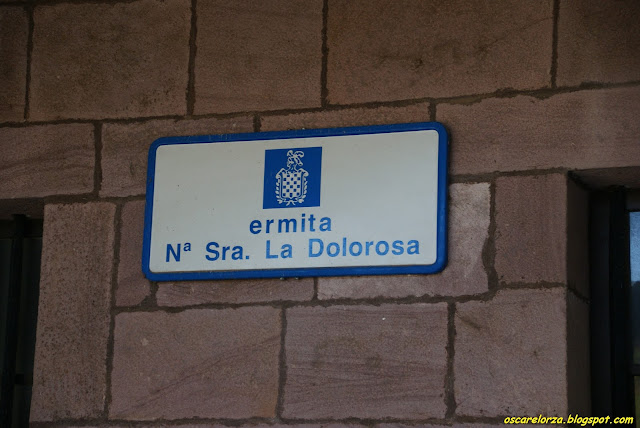 ermita
Nª Sra. La Dolorosa
oscarelorza.blogspot.com